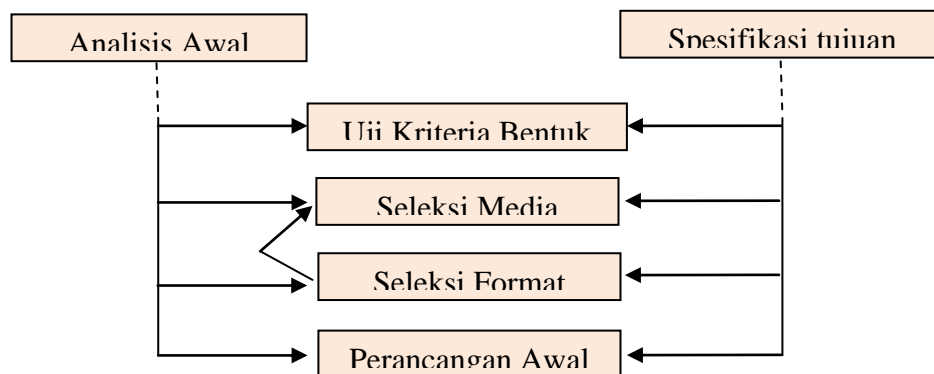 Analisis Awal
Spesifikasi tujuan
Uji Kriteria Bentuk
Seleksi Media
Seleksi Format
Perancangan Awal